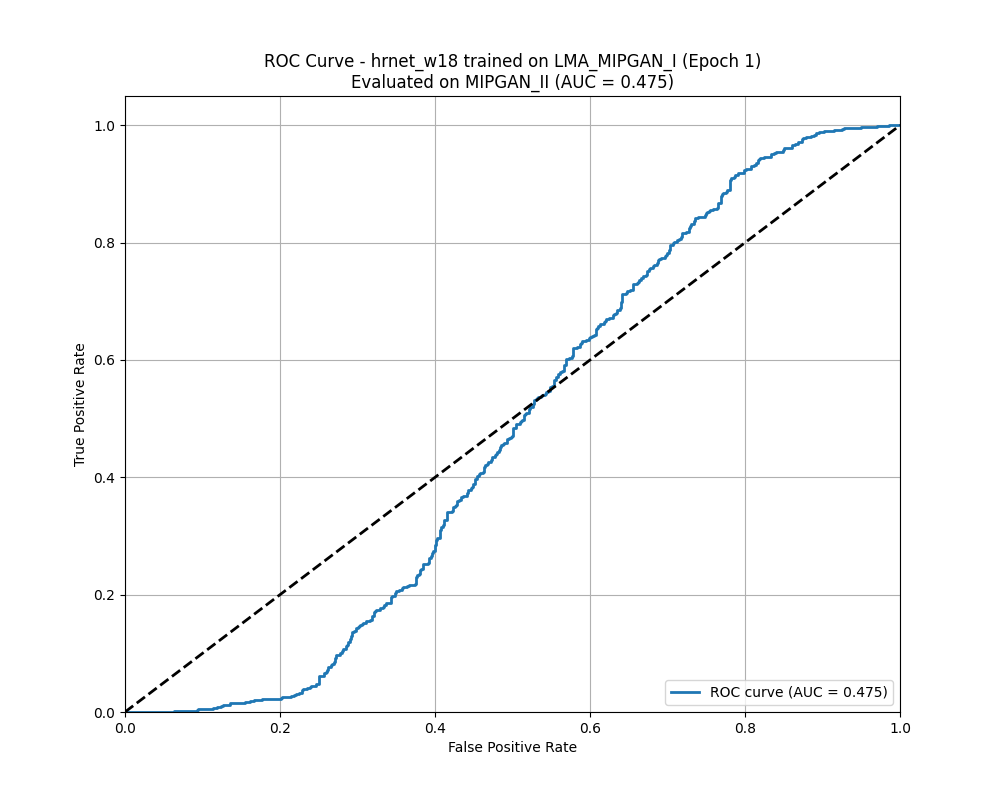 ROC Curve - hrnet_w18 trained on LMA_MIPGAN_I (Epoch 1)
Evaluated on MIPGAN_II (AUC = 0.475)
1.0
0.8
0.6
0.4
0.2
0.0
True Positive Rate
ROC curve (AUC = 0.475)
0.0 0.2 0.4 0.6 0.8 1.0
False Positive Rate